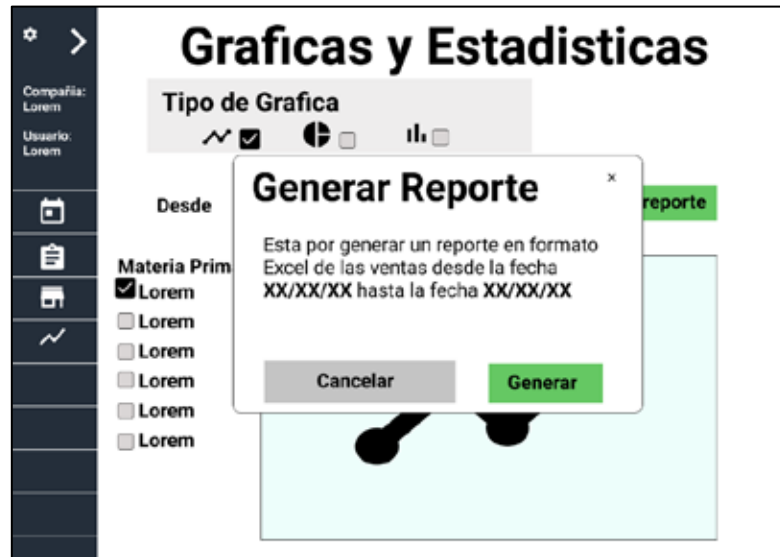 Graficas y Estadisticas
Compañia:
Lorem
Usuario:
Lorem
Tipo de Grafica
Desde
reporte
Materia Prim
Lorem
Lorem
Lorem
Lorem
Lorem
Lorem
Generar Reporte
×
Esta por generar un reporte en formato
Excel de las ventas desde la fecha
XX/XX/XX hasta la fecha XX/XX/XX
Cancelar
Generar